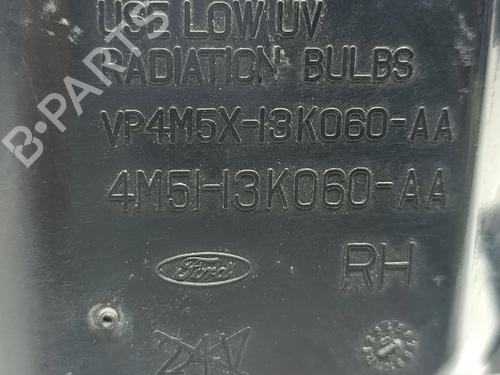 USE LOW UV
RADIATION BULBS
VP4M5X-13K060-AA
4M51-13K060-AA
Ford
RH
24V
B-PARTS